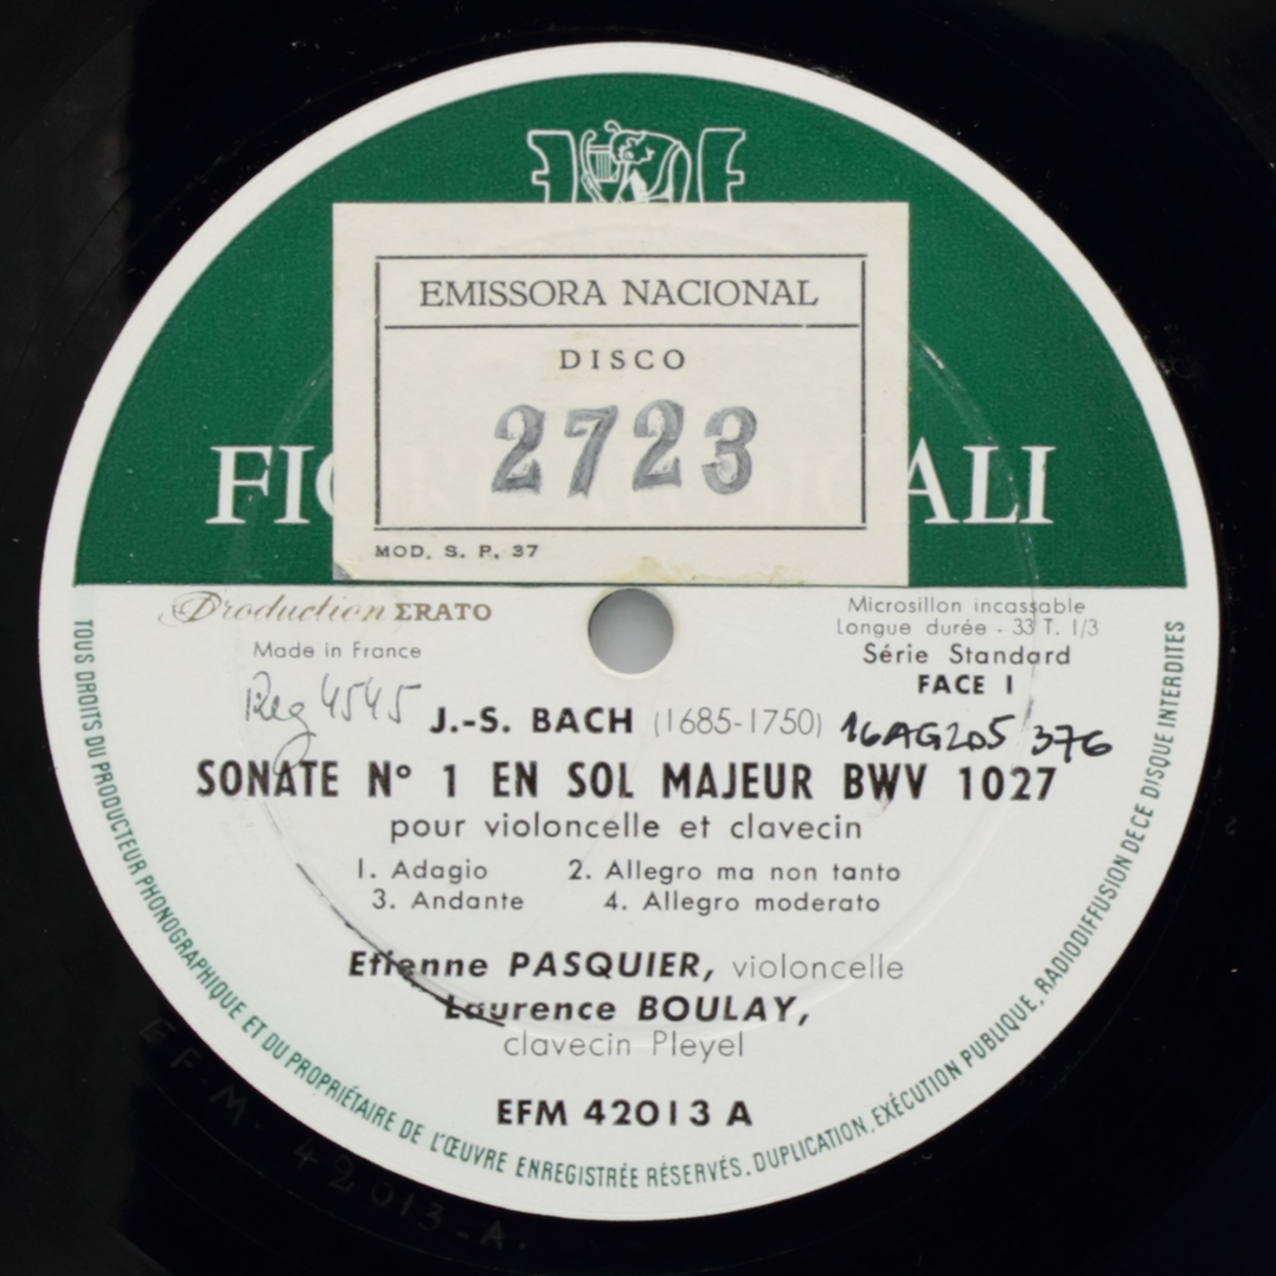 EMISSORA NACIONAL
DISCO
2723
MOD. S. P. 37
FIO ALI
Production ERATO
Made in France
Microsillon incassable
Longue durée - 33 T. 1/3
Série Standard
FACE 1
Reg 4545
J.-S. BACH (1685-1750)
16AG205 376
SONATE Nº 1 EN SOL MAJEUR BWV 1027
pour violoncelle et clavecin
1. Adagio 2. Allegro ma non tanto
3. Andante 4. Allegro moderato
Etienne PASQUIER, violoncelle
Laurence BOULAY,
clavecin Pleyel
EFM 42013 A
TOUS DROITS DU PRODUCTEUR PHONOGRAPHIQUE ET DU PROPRIÉTAIRE DE L'ŒUVRE ENREGISTRÉE RÉSERVÉS. DUPLICATION, EXÉCUTION PUBLIQUE, RADIODIFFUSION DE CE DISQUE INTERDITES
EFM. 42013-A.